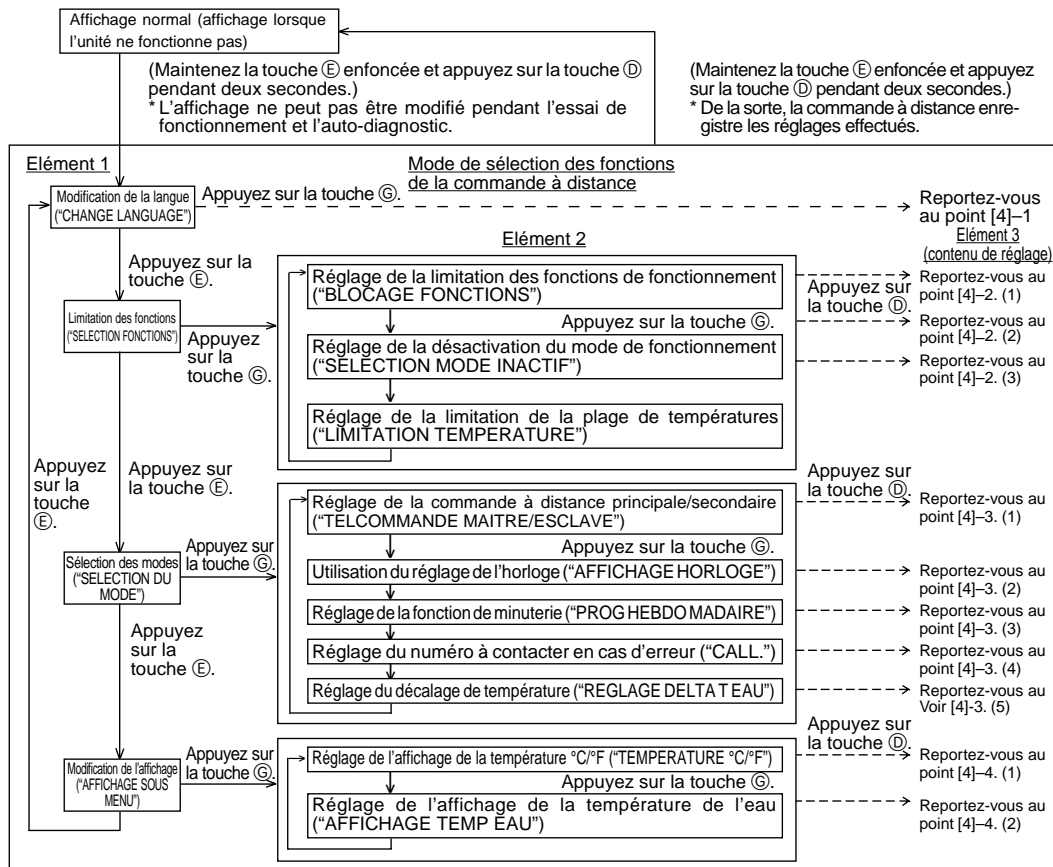 Affichage normal (affichage lorsque
l'unité ne fonctionne pas)
(Maintenez la touche Ⓔ enfoncée et appuyez sur la touche Ⓓ
pendant deux secondes.)
* L'affichage ne peut pas être modifié pendant l'essai de
fonctionnement et l'auto-diagnostic.
(Maintenez la touche Ⓔ enfoncée et appuyez
sur la touche Ⓓ pendant deux secondes.)
* De la sorte, la commande à distance enre-
gistre les réglages effectués.
Elément 1
Mode de sélection des fonctions
de la commande à distance
Modification de la langue
("CHANGE LANGUAGE")
Appuyez sur la touche Ⓖ.
Reportez-vous
au point [4]–1
Elément 2
Elément 3
(contenu de réglage)
Appuyez sur la
touche Ⓔ.
Limitation des fonctions
("SELECTION FONCTIONS")
Appuyez
sur la
touche Ⓖ.
Réglage de la limitation des fonctions de fonctionnement
("BLOCAGE FONCTIONS")
Appuyez sur la touche Ⓖ.
Réglage de la désactivation du mode de fonctionnement
("SELECTION MODE INACTIF")
Réglage de la limitation de la plage de températures
("LIMITATION TEMPERATURE")
Appuyez sur
la touche Ⓓ.
Reportez-vous au
point [4]–2. (1)
Reportez-vous au
point [4]–2. (2)
Reportez-vous au
point [4]–2. (3)
Appuyez
sur la
touche
Ⓔ.
Appuyez sur
la touche Ⓔ.
Sélection des modes
("SELECTION DU
MODE")
Appuyez sur
la touche Ⓖ.
Réglage de la commande à distance principale/secondaire
("TELCOMMANDE MAITRE/ESCLAVE")
Appuyez sur la touche Ⓖ.
Utilisation du réglage de l'horloge ("AFFICHAGE HORLOGE")
Réglage de la fonction de minuterie ("PROG HEBDO MADAIRE")
Réglage du numéro à contacter en cas d'erreur ("CALL.")
Réglage du décalage de température ("REGLAGE DELTA T EAU")
Appuyez sur
la touche Ⓓ.
Reportez-vous au
point [4]–3. (1)
Reportez-vous au
point [4]–3. (2)
Reportez-vous au
point [4]–3. (3)
Reportez-vous au
point [4]–3. (4)
Reportez-vous au
Voir [4]-3. (5)
Appuyez
sur la
touche Ⓔ.
Modification de l'affichage
("AFFICHAGE SOUS
MENU")
Appuyez sur
la touche Ⓖ.
Réglage de l'affichage de la température °C/°F ("TEMPERATURE °C/°F")
Appuyez sur la touche Ⓖ.
Réglage de l'affichage de la température de l'eau
("AFFICHAGE TEMP EAU")
Appuyez sur
la touche Ⓓ.
Reportez-vous au
point [4]–4. (1)
Reportez-vous au
point [4]–4. (2)